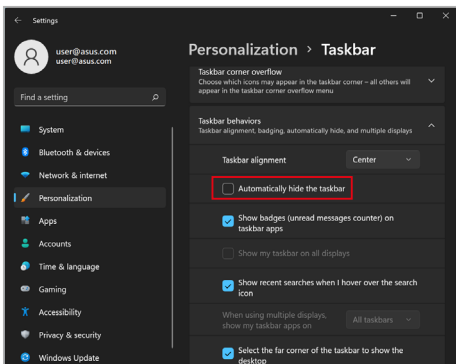 Settings
user@asus.com
user@asus.com
Find a setting
System
Bluetooth & devices
Network & internet
Personalization
Apps
Accounts
Time & language
Gaming
Accessibility
Privacy & security
Windows Update
Personalization > Taskbar
Taskbar corner overflow
Choose which icons may appear in the taskbar corner – all others will
appear in the taskbar corner overflow menu
Taskbar behaviors
Taskbar alignment, badging, automatically hide, and multiple displays
Taskbar alignment
Center
Automatically hide the taskbar
Show badges (unread messages counter) on
taskbar apps
Show my taskbar on all displays
Show recent searches when I hover over the search
icon
When using multiple displays,
show my taskbar apps on
All taskbars
Select the far corner of the taskbar to show the
desktop